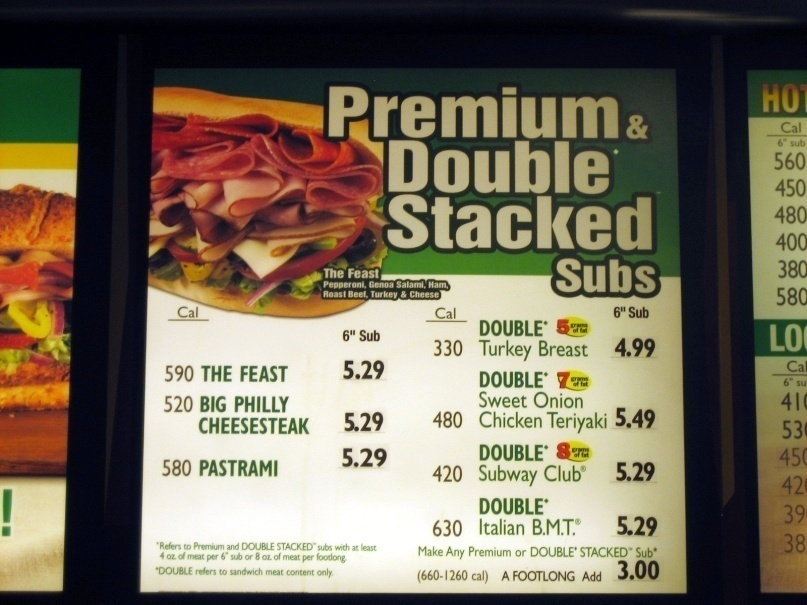 Premium &
Double
Stacked
Subs
The Feast
Pepperoni, Genoa Salami, Ham,
Roast Beef, Turkey & Cheese
Cal
6" Sub
590 THE FEAST 5.29
520 BIG PHILLY
CHEESESTEAK 5.29
580 PASTRAMI 5.29
*Refers to Premium and DOUBLE STACKED™ subs with at least
4 oz. of meat per 6" sub or 8 oz. of meat per footlong.
*DOUBLE refers to sandwich meat content only.
Cal 6" Sub
DOUBLE* 5 grams of fat
330 Turkey Breast 4.99
DOUBLE* 7 grams of fat
Sweet Onion
480 Chicken Teriyaki 5.49
DOUBLE* 8 grams of fat
420 Subway Club® 5.29
DOUBLE*
630 Italian B.M.T.® 5.29
Make Any Premium or DOUBLE* STACKED™ Sub*
(660-1260 cal) A FOOTLONG Add 3.00
!
HOT
Cal
6" sub
560
450
480
400
380
580
LO
Cal
6" su
410
530
450
420
39
38